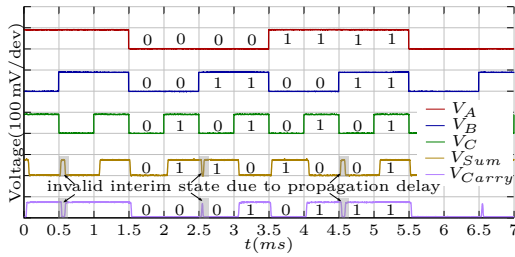 Voltage(100 mV/dev)
0 0 0 0 1 1 1 1
0 0 1 1 0 0 1 1
0 1 0 1 0 1 0 1
0 1 1 0 1 0 0 1
invalid interim state due to propagation delay
0 0 0 1 0 1 1 1
V_A
V_B
V_C
V_Sum
V_Carry
0 0.5 1 1.5 2 2.5 3 3.5 4 4.5 5 5.5 6 6.5 7
t(ms)